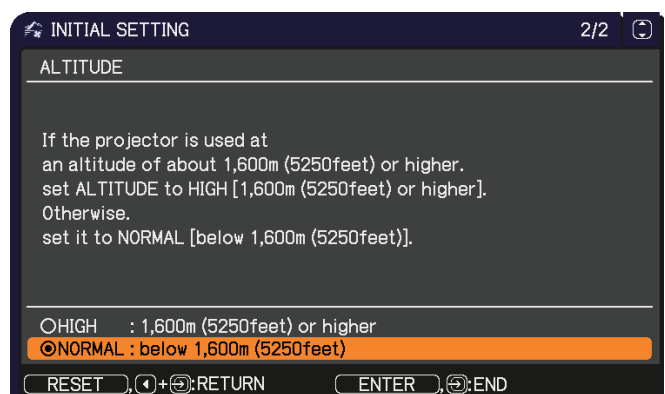 INITIAL SETTING 2/2
ALTITUDE
If the projector is used at
an altitude of about 1,600m (5250feet) or higher.
set ALTITUDE to HIGH [1,600m (5250feet) or higher].
Otherwise.
set it to NORMAL [below 1,600m (5250feet)].
HIGH : 1,600m (5250feet) or higher
NORMAL : below 1,600m (5250feet)
RESET , + :RETURN ENTER , :END